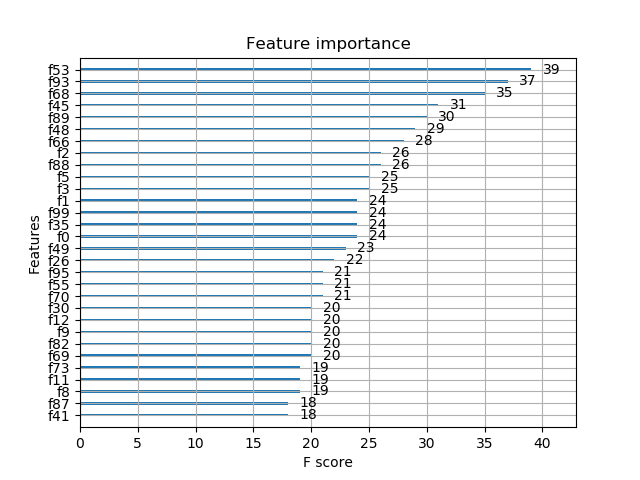 Feature importance
Features
f53 39
f93 37
f68 35
f45 31
f89 30
f48 29
f66 28
f2 26
f88 26
f5 25
f3 25
f1 24
f99 24
f35 24
f0 24
f49 23
f26 22
f95 21
f55 21
f70 21
f30 20
f12 20
f9 20
f82 20
f69 20
f73 19
f11 19
f8 19
f87 18
f41 18
0 5 10 15 20 25 30 35 40
F score